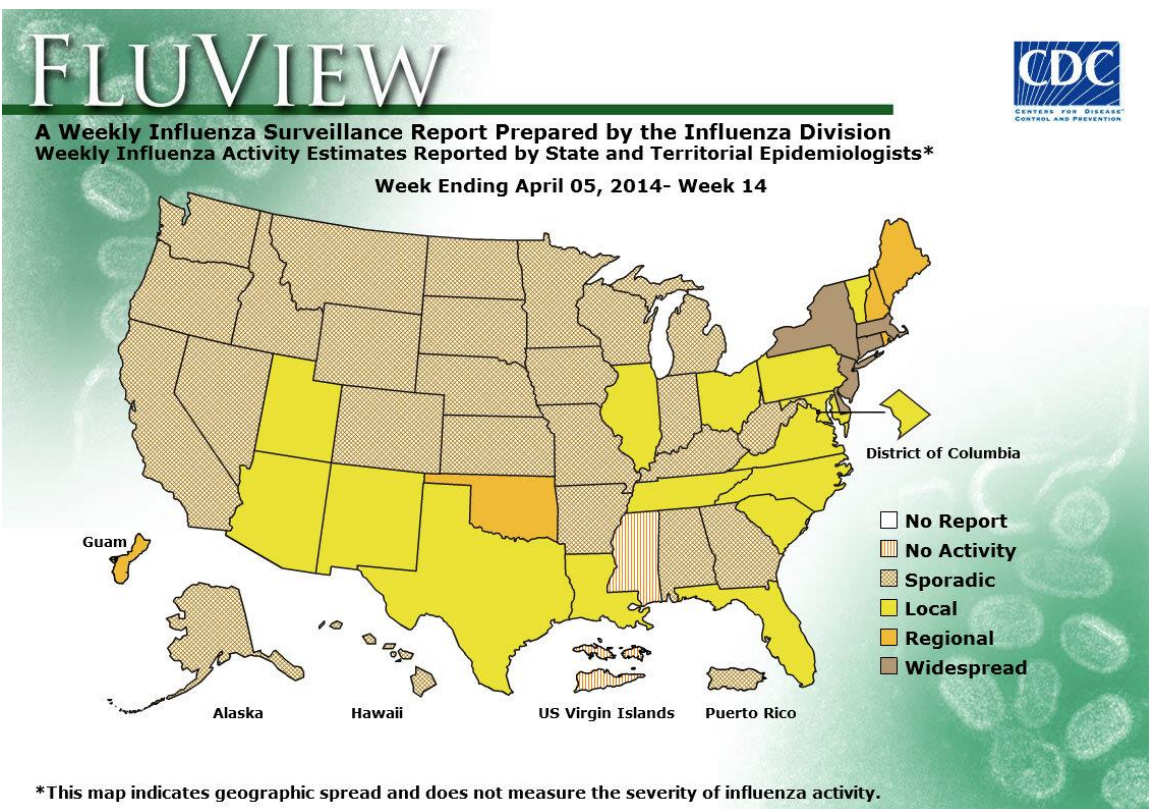 FLUVIEW
CDC
CENTERS FOR DISEASE™
CONTROL AND PREVENTION
A Weekly Influenza Surveillance Report Prepared by the Influenza Division
Weekly Influenza Activity Estimates Reported by State and Territorial Epidemiologists*
Week Ending April 05, 2014- Week 14
District of Columbia
No Report
Guam
No Activity
Sporadic
Local
Regional
Widespread
Alaska
Hawaii
US Virgin Islands
Puerto Rico
*This map indicates geographic spread and does not measure the severity of influenza activity.